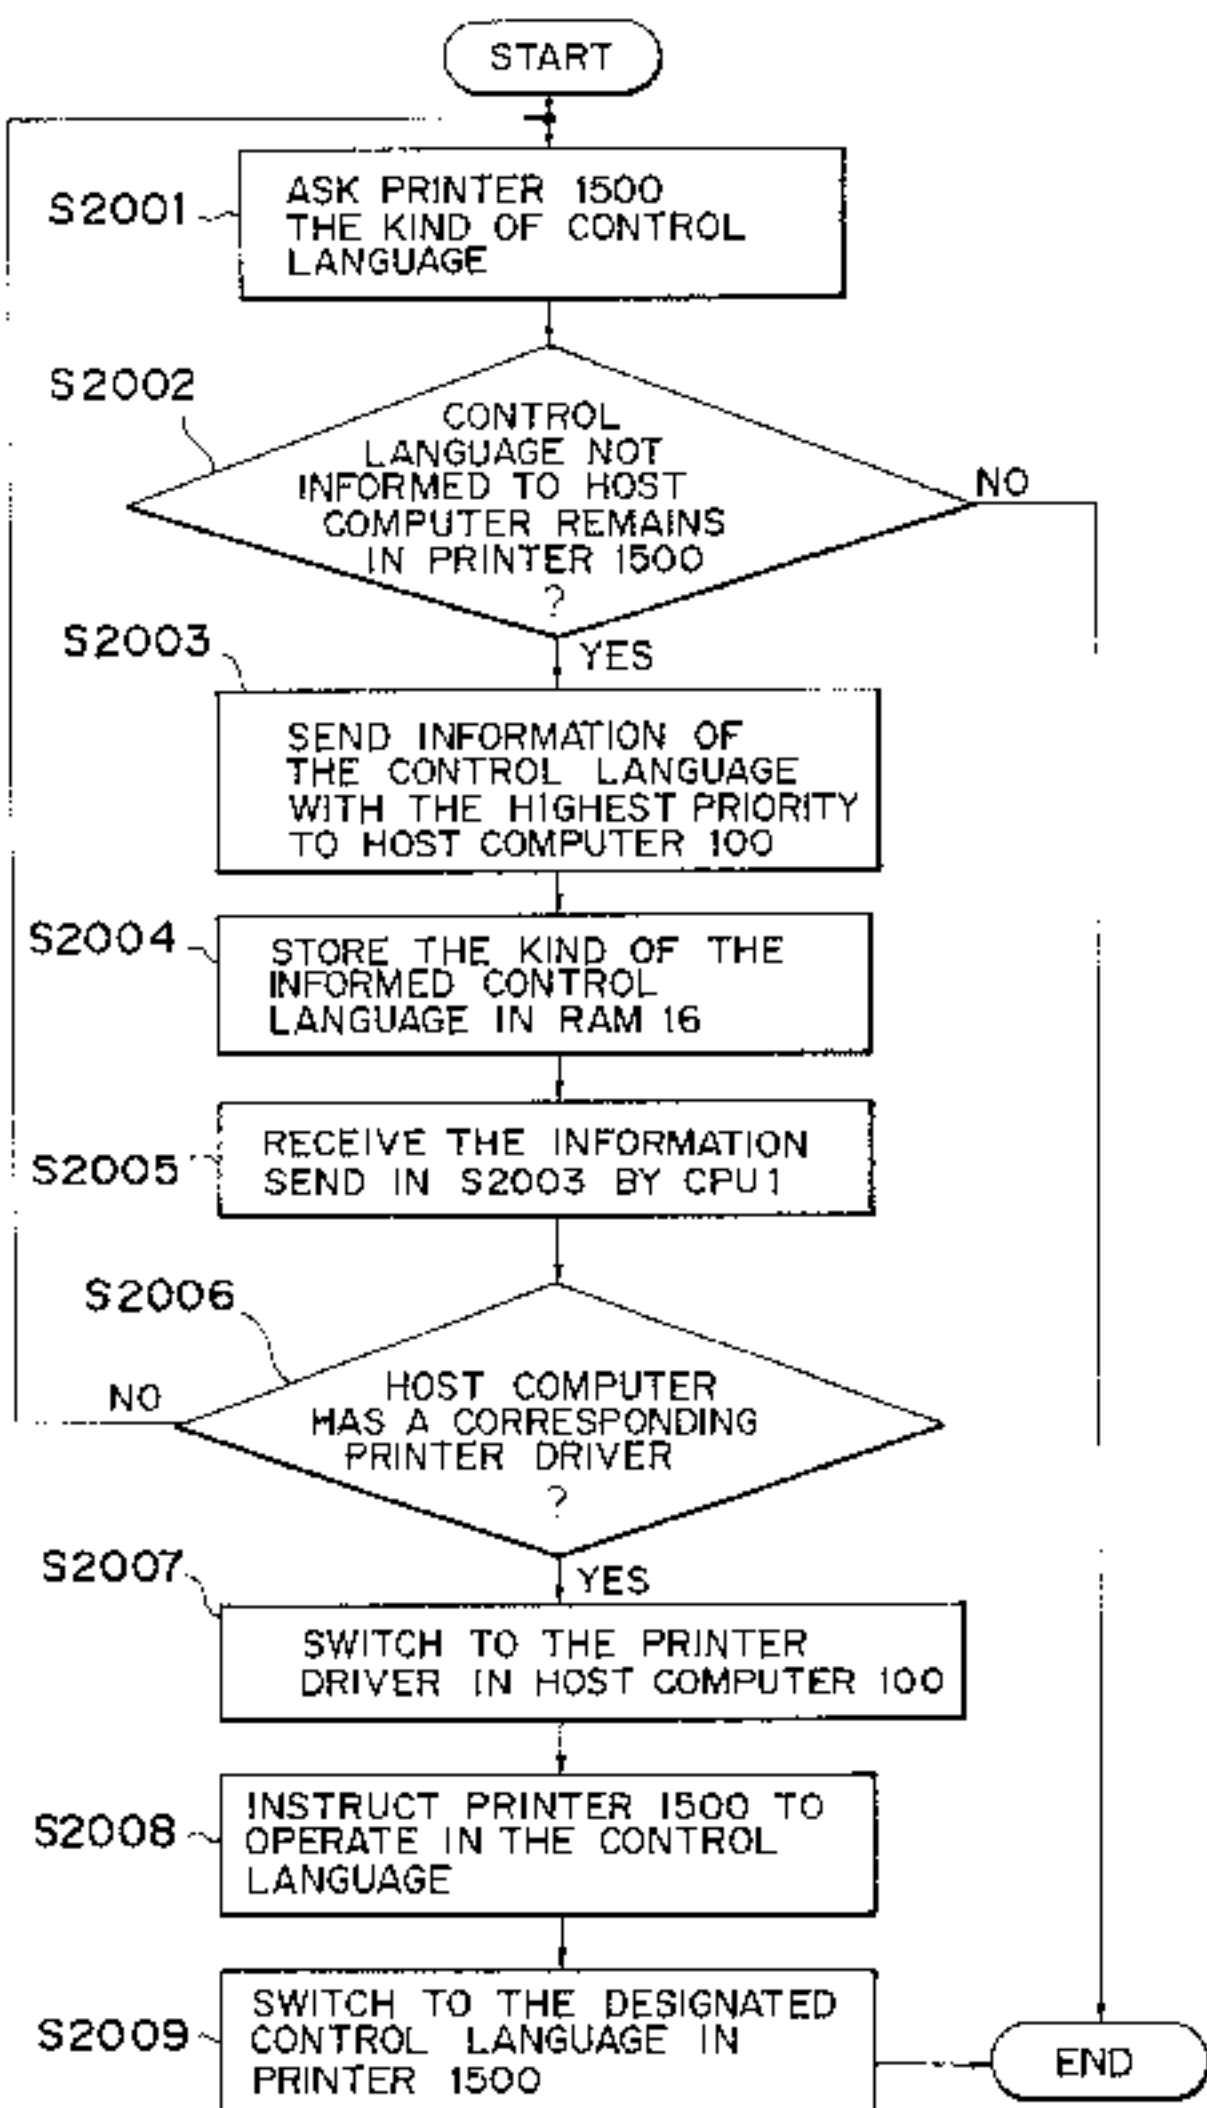 START
S2001
ASK PRINTER 1500
THE KIND OF CONTROL
LANGUAGE
S2002
CONTROL
LANGUAGE NOT
INFORMED TO HOST
COMPUTER REMAINS
IN PRINTER 1500
?
NO
YES
S2003
SEND INFORMATION OF
THE CONTROL LANGUAGE
WITH THE HIGHEST PRIORITY
TO HOST COMPUTER 100
S2004
STORE THE KIND OF THE
INFORMED CONTROL
LANGUAGE IN RAM 16
S2005
RECEIVE THE INFORMATION
SEND IN S2003 BY CPU1
S2006
NO
HOST COMPUTER
HAS A CORRESPONDING
PRINTER DRIVER
?
YES
S2007
SWITCH TO THE PRINTER
DRIVER IN HOST COMPUTER 100
S2008
INSTRUCT PRINTER 1500 TO
OPERATE IN THE CONTROL
LANGUAGE
S2009
SWITCH TO THE DESIGNATED
CONTROL LANGUAGE IN
PRINTER 1500
END